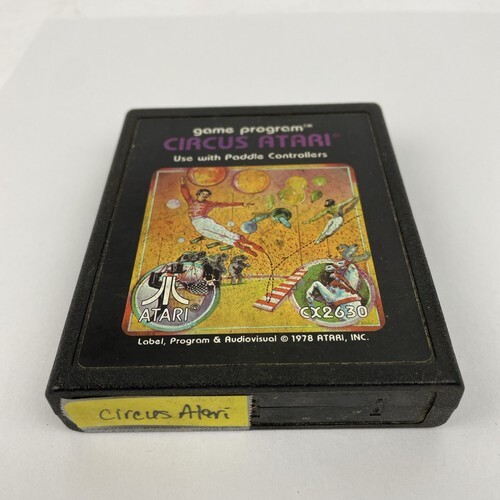 game program™
CIRCUS ATARI®
Use with Paddle Controllers
ATARI®
CX2630
Label, Program & Audiovisual © 1978 ATARI, INC.
Circus Atari